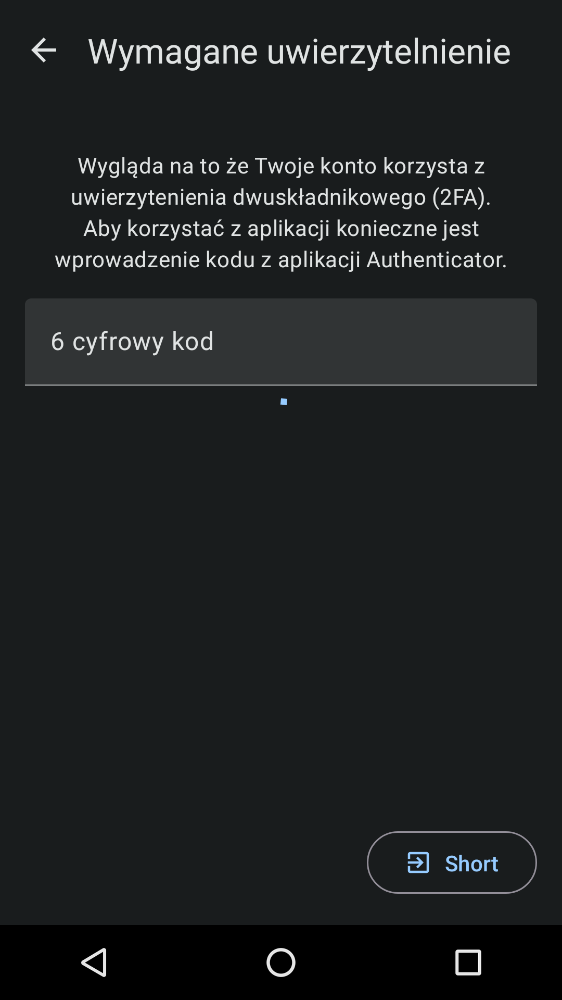 Wymagane uwierzytelnienie
Wygląda na to że Twoje konto korzysta z
uwierzytenienia dwuskładnikowego (2FA).
Aby korzystać z aplikacji konieczne jest
wprowadzenie kodu z aplikacji Authenticator.
6 cyfrowy kod
Short